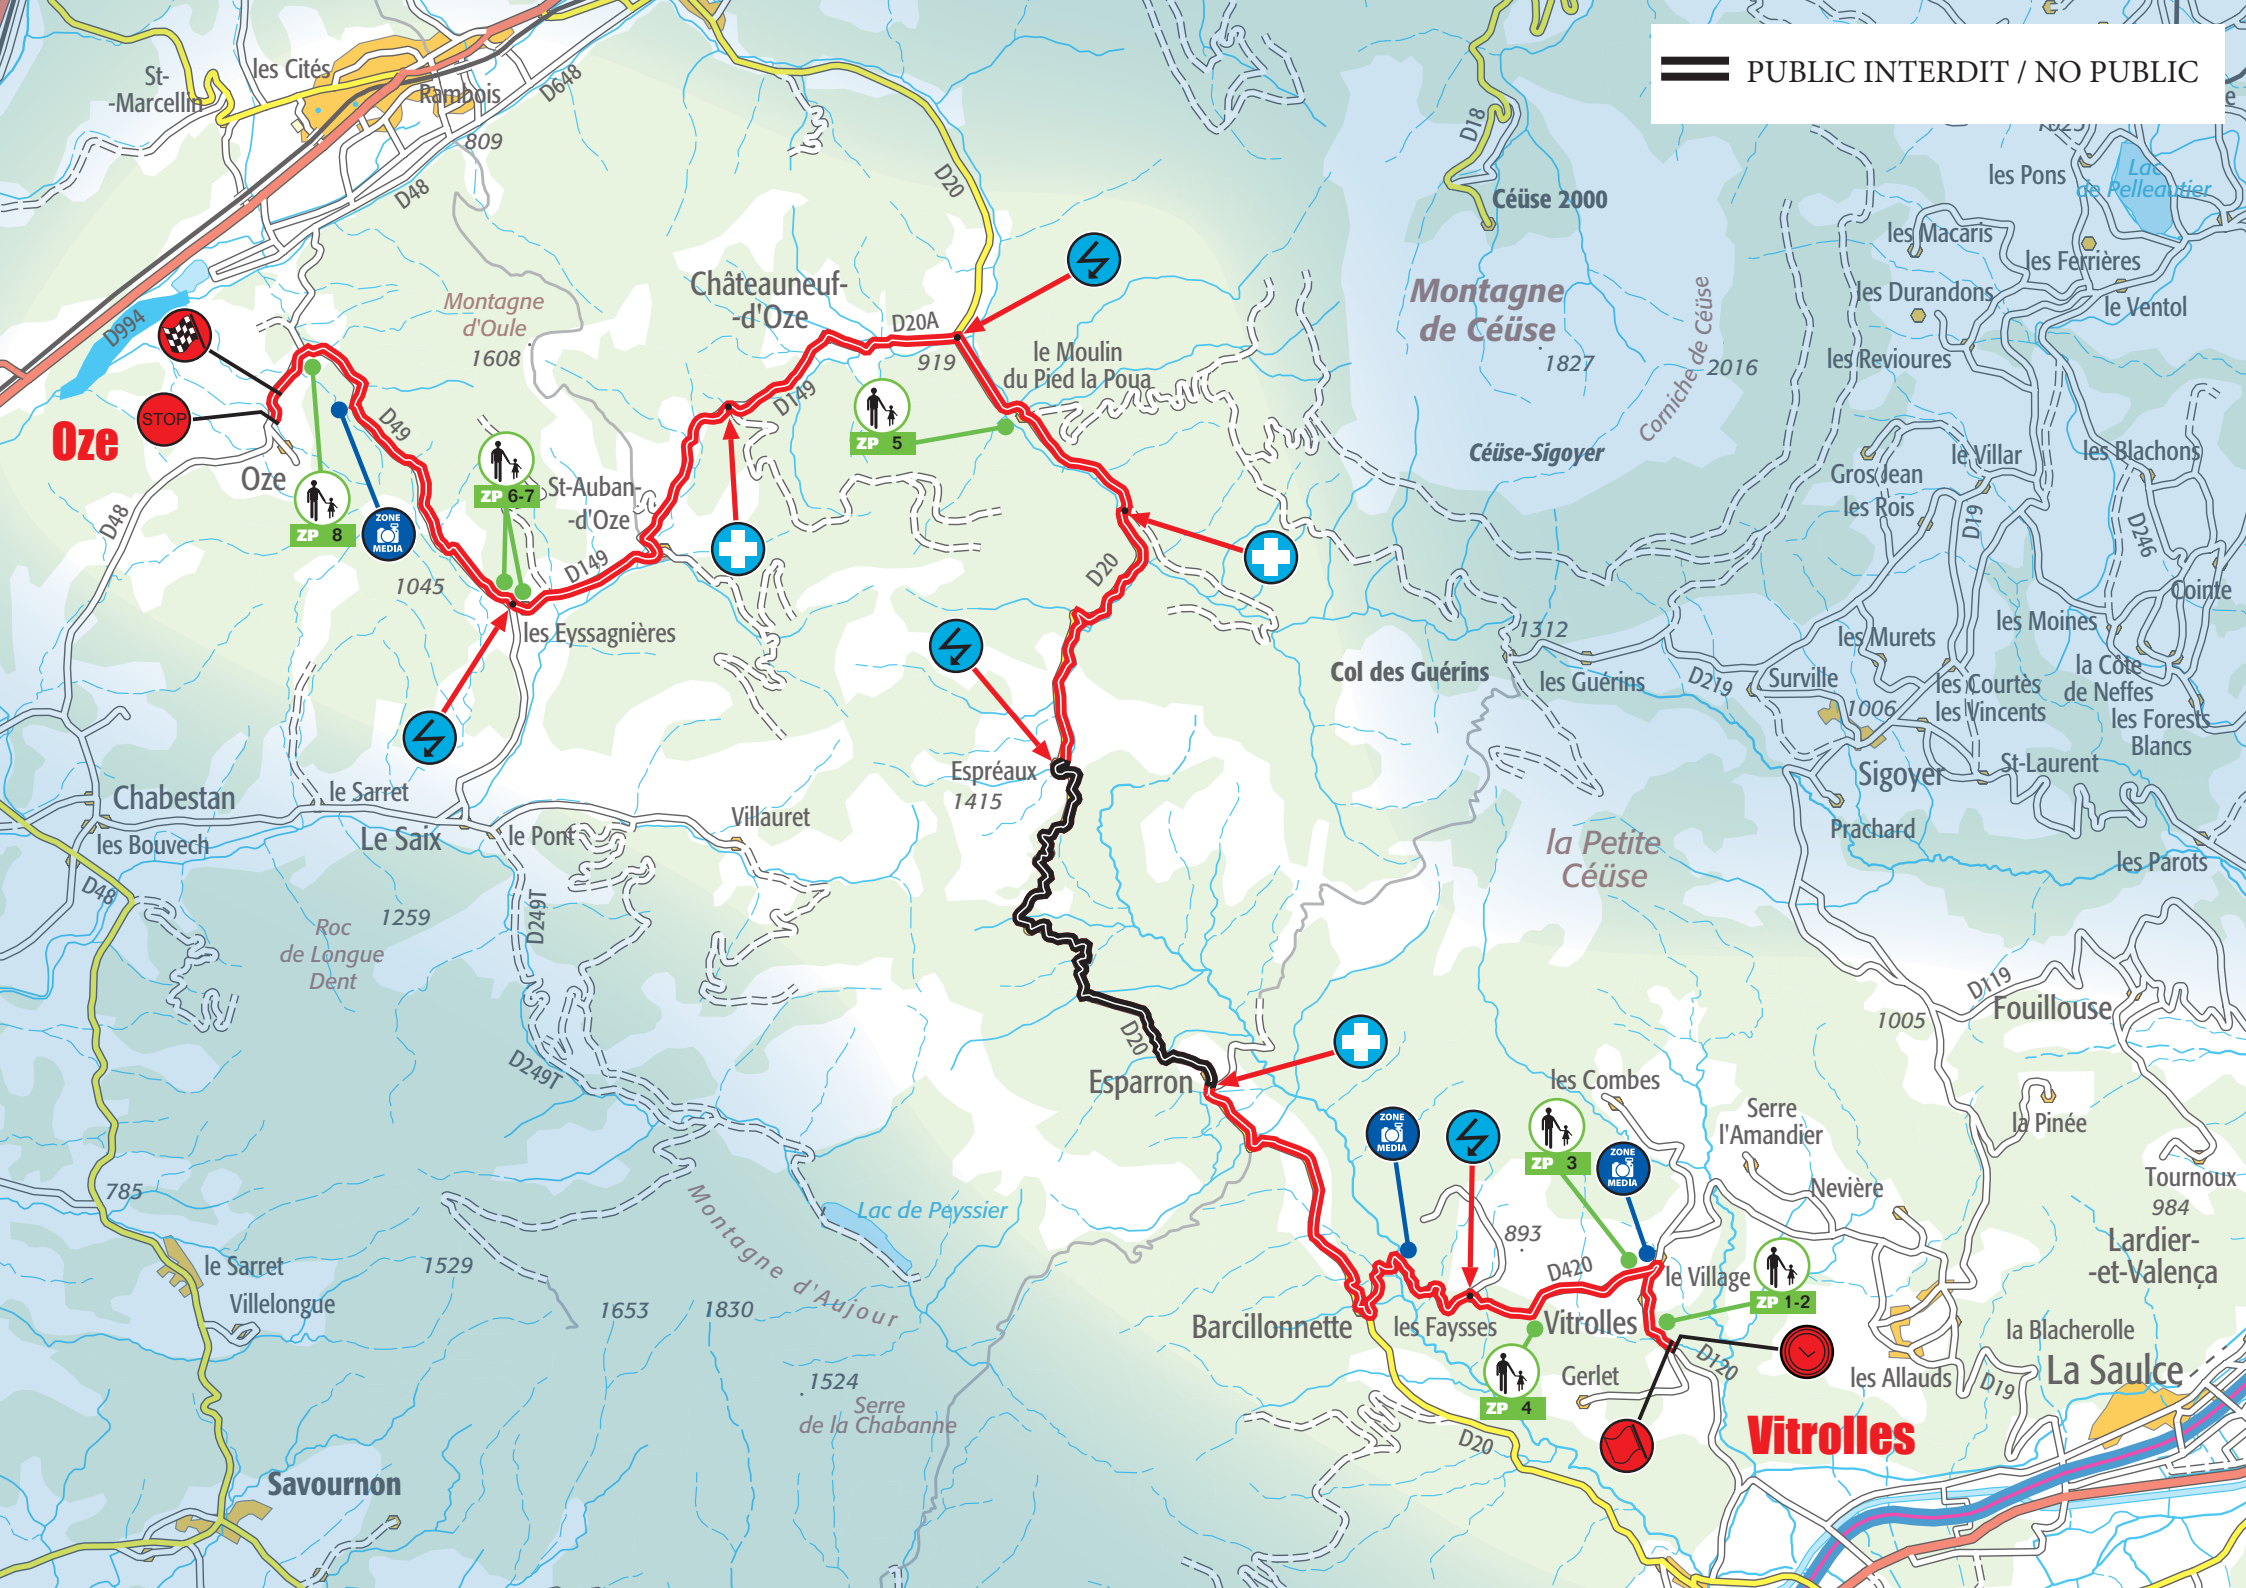 PUBLIC INTERDIT / NO PUBLIC
St-
-Marcellin
les Cités
Rambois
D648
809
D48
D20
D18
Céüse 2000
les Pons
Lac
de Pelleautier
les Macaris
les Ferrières
les Durandons
le Ventol
les Revioures
Montagne
de Céüse
1827
Corniche de Céüse
2016
Céüse-Sigoyer
Châteauneuf-
-d'Oze
D20A
919
le Moulin
du Pied la Poua
D149
Montagne
d'Oule
1608
D994
STOP
Oze
Oze
D49
D48
ZP 8
ZONE
MEDIA
ZP 6-7
St-Auban-
-d'Oze
D149
ZP 5
1045
les Eyssagnières
D20
le Villar
les Blachons
Gros Jean
les Rois
D19
D246
Cointe
les Moines
les Murets
la Côte
de Neffes
1312
Col des Guérins
les Guérins
D219
Surville
1006
les Courtès
les Vincents
les Forests
Blancs
Sigoyer
St-Laurent
Prachard
les Parots
Espréaux
1415
la Petite
Céüse
Chabestan
le Sarret
les Bouvech
Le Saix
le Pont
Villauret
D48
D249T
Roc
de Longue
Dent
1259
D249T
D20
Esparron
D119
Fouillouse
1005
les Combes
Serre
l'Amandier
la Pinée
Tournoux
984
Nevière
Lardier-
-et-Valença
785
le Sarret
Villelongue
1529
1653
1830
Montagne d'Aujour
Lac de Peyssier
1524
Serre
de la Chabanne
ZONE
MEDIA
ZP 3
ZONE
MEDIA
893
D420
le Village
ZP 1-2
Barcillonnette
les Faysses
Vitrolles
ZP 4
Gerlet
D120
les Allauds
D19
la Blacherolle
La Saulce
Vitrolles
D20
Savournon